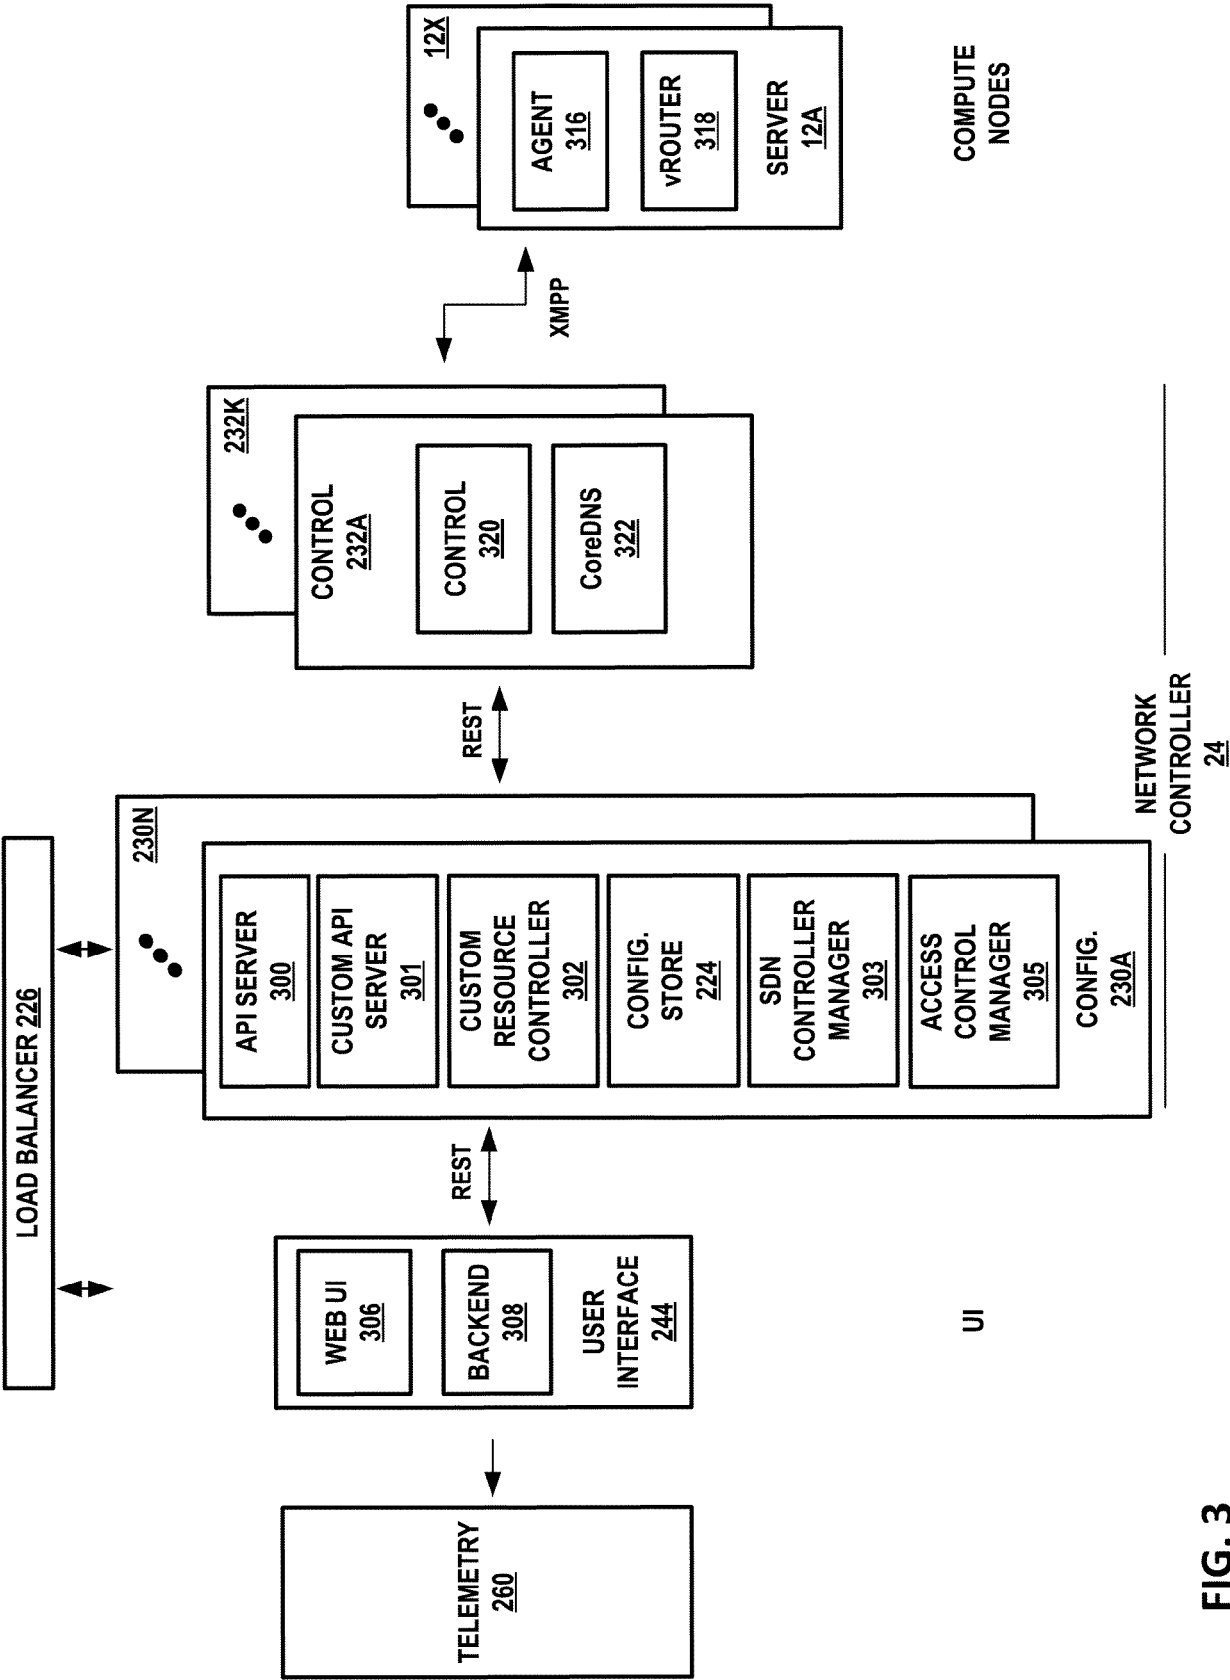 LOAD BALANCER 226
TELEMETRY
260
WEB UI
306
BACKEND
308
USER
INTERFACE
244
UI
REST
230N
API SERVER
300
CUSTOM API
SERVER
301
CUSTOM
RESOURCE
CONTROLLER
302
CONFIG.
STORE
224
SDN
CONTROLLER
MANAGER
303
ACCESS
CONTROL
MANAGER
305
CONFIG.
230A
REST
232K
CONTROL
232A
CONTROL
320
CoreDNS
322
NETWORK
CONTROLLER
24
XMPP
12X
AGENT
316
vROUTER
318
SERVER
12A
COMPUTE
NODES
FIG. 3